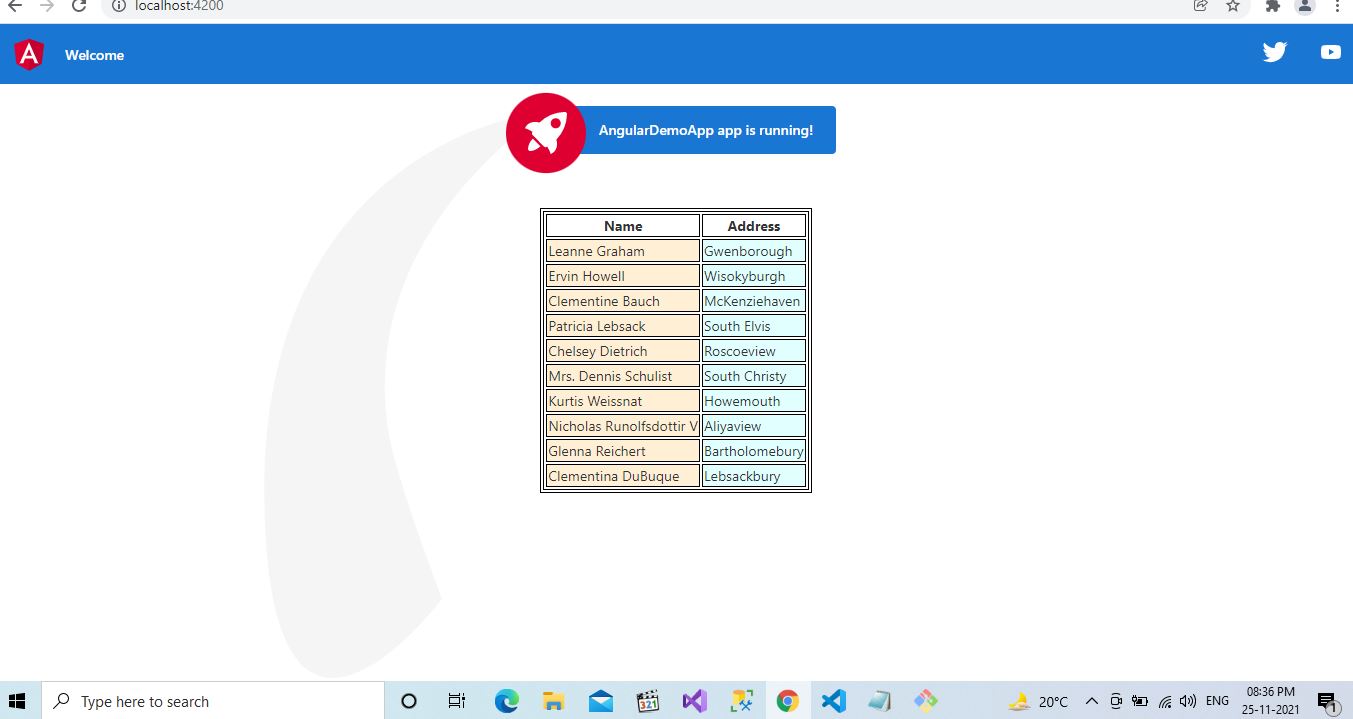 localhost:4200
Welcome
AngularDemoApp app is running!
Name Address
Leanne Graham Gwenborough
Ervin Howell Wisokyburgh
Clementine Bauch McKenziehaven
Patricia Lebsack South Elvis
Chelsey Dietrich Roscoeview
Mrs. Dennis Schulist South Christy
Kurtis Weissnat Howemouth
Nicholas Runolfsdottir V Aliyaview
Glenna Reichert Bartholomebury
Clementina DuBuque Lebsackbury
Type here to search
321
20°C
ENG
08:36 PM
25-11-2021
1